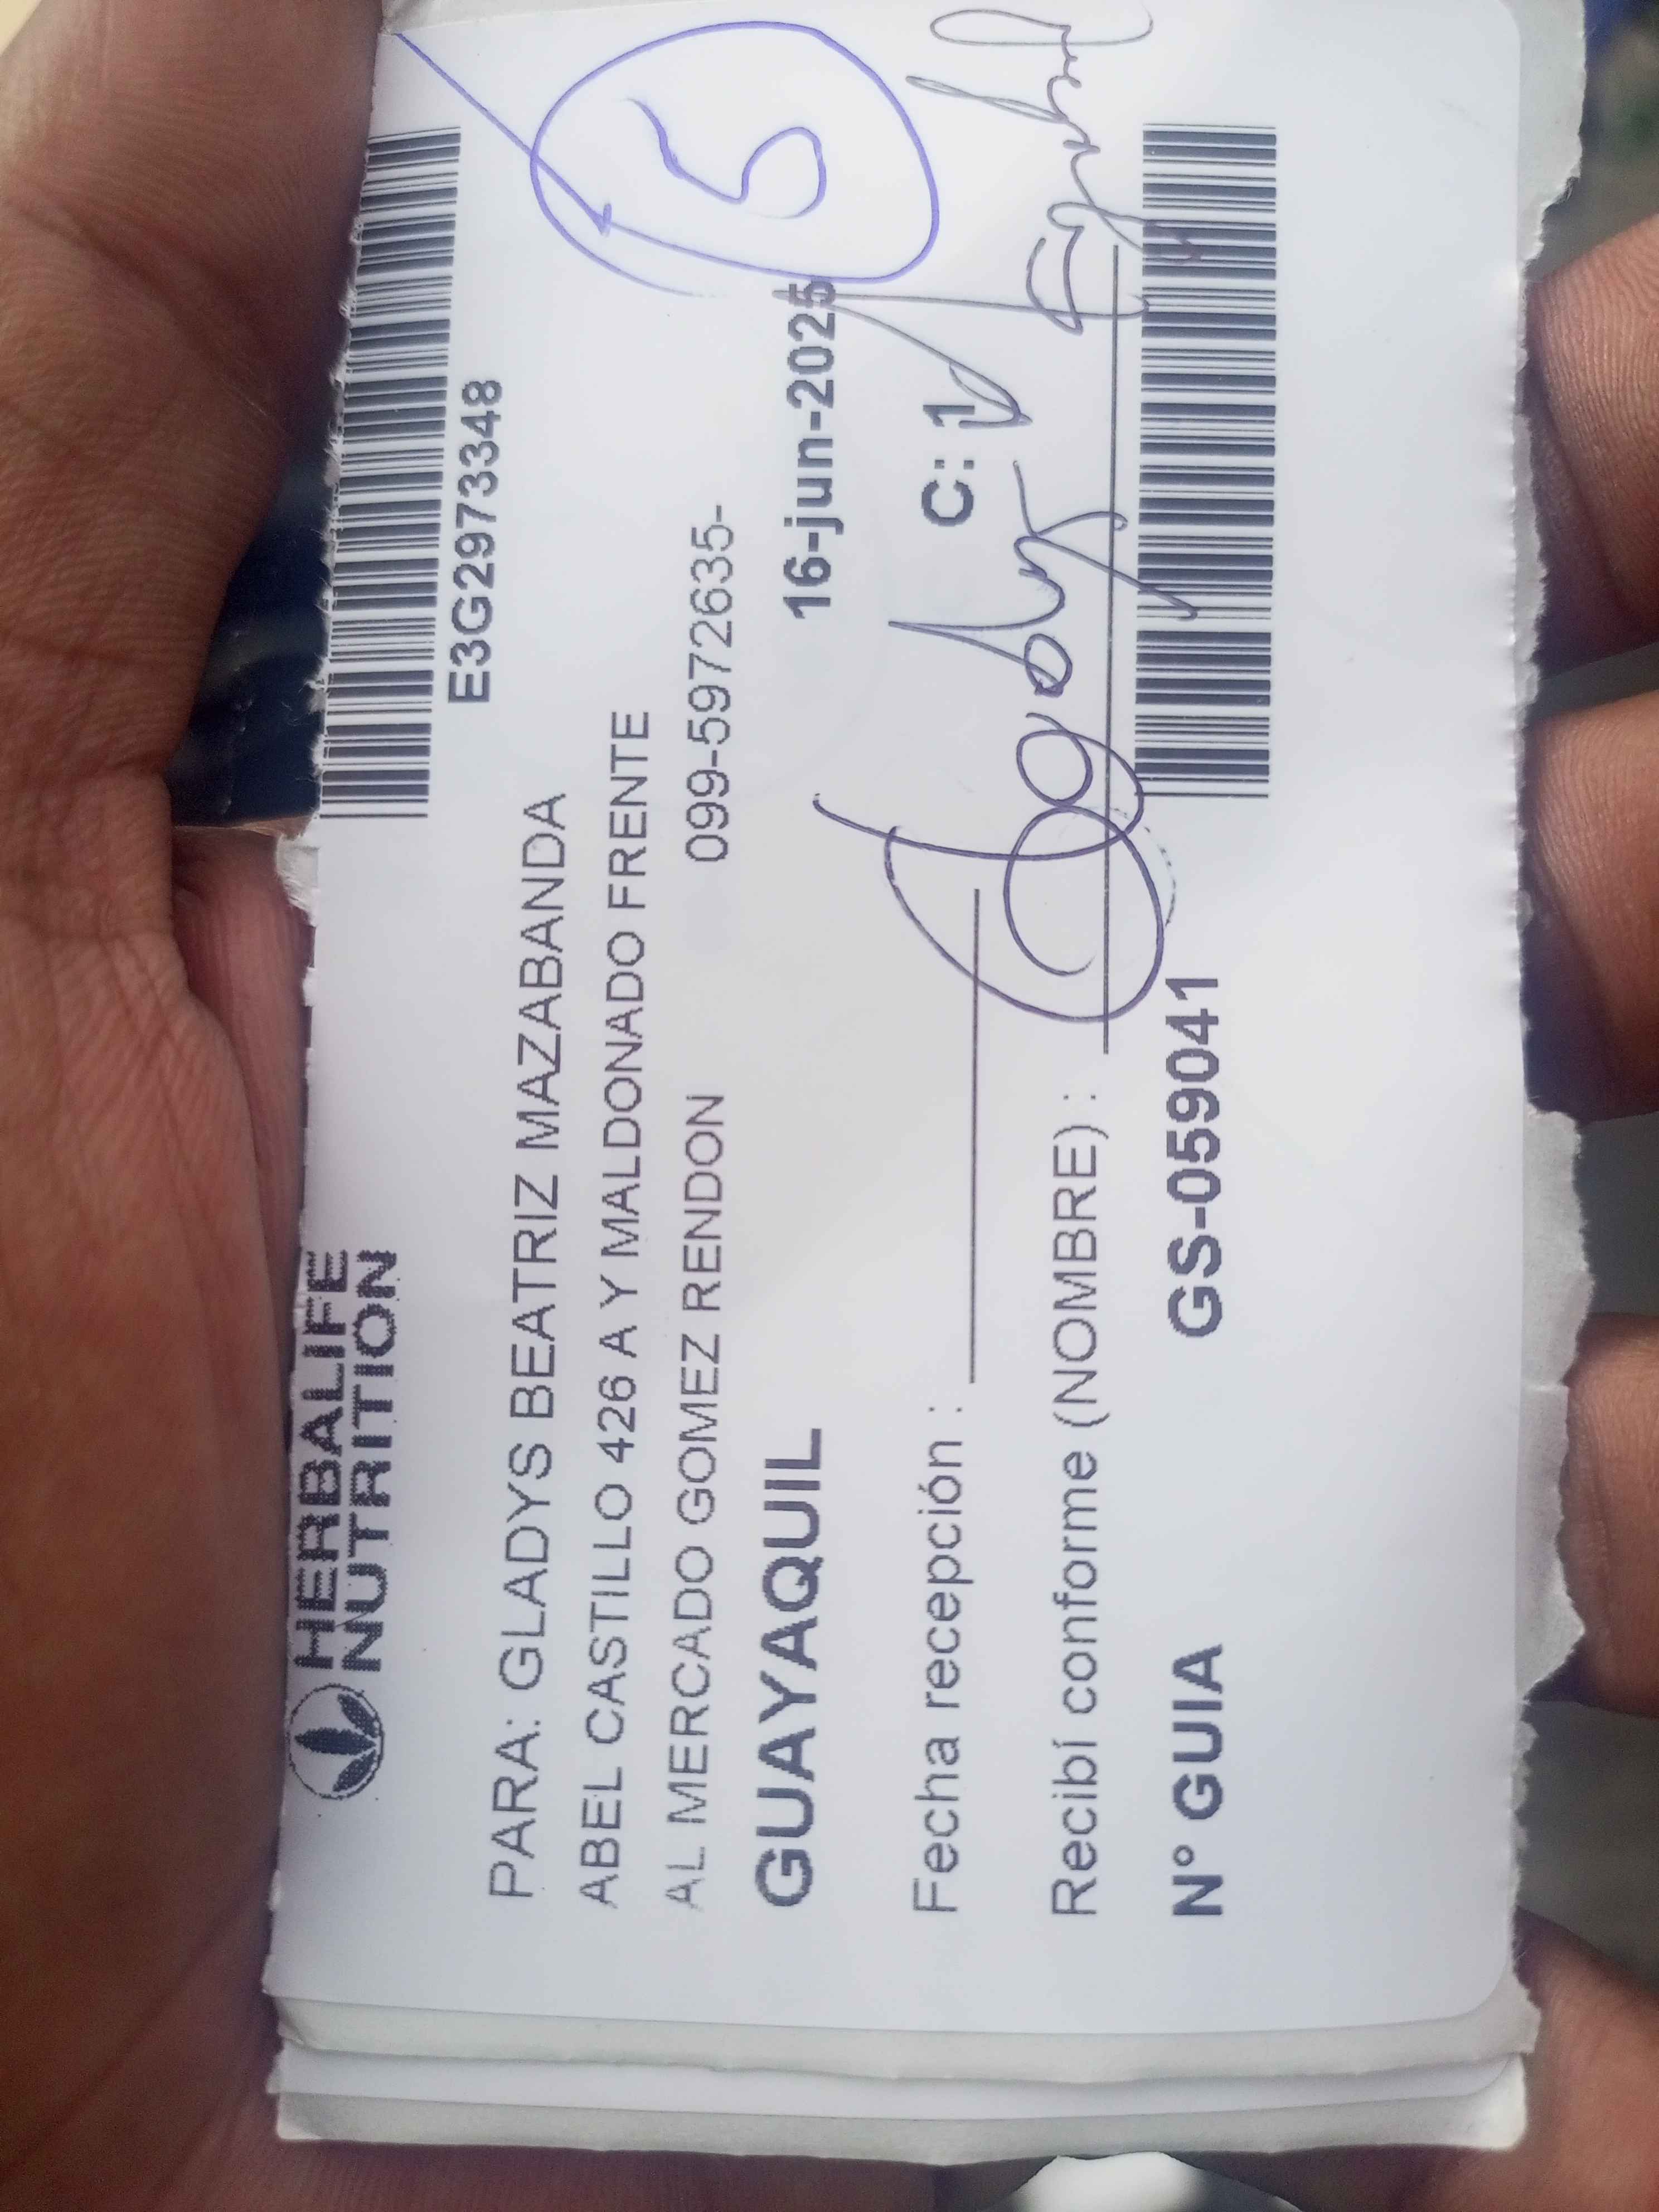 HERBALIFE
NUTRITION
E3G2973348
PARA: GLADYS BEATRIZ MAZABANDA
ABEL CASTILLO 426 A Y MALDONADO FRENTE
AL MERCADO GOMEZ RENDON 099-5972635-
GUAYAQUIL 16-jun-2025
5
Fecha recepción : C: 1
Recibí conforme (NOMBRE) :
N° GUIA GS-059041